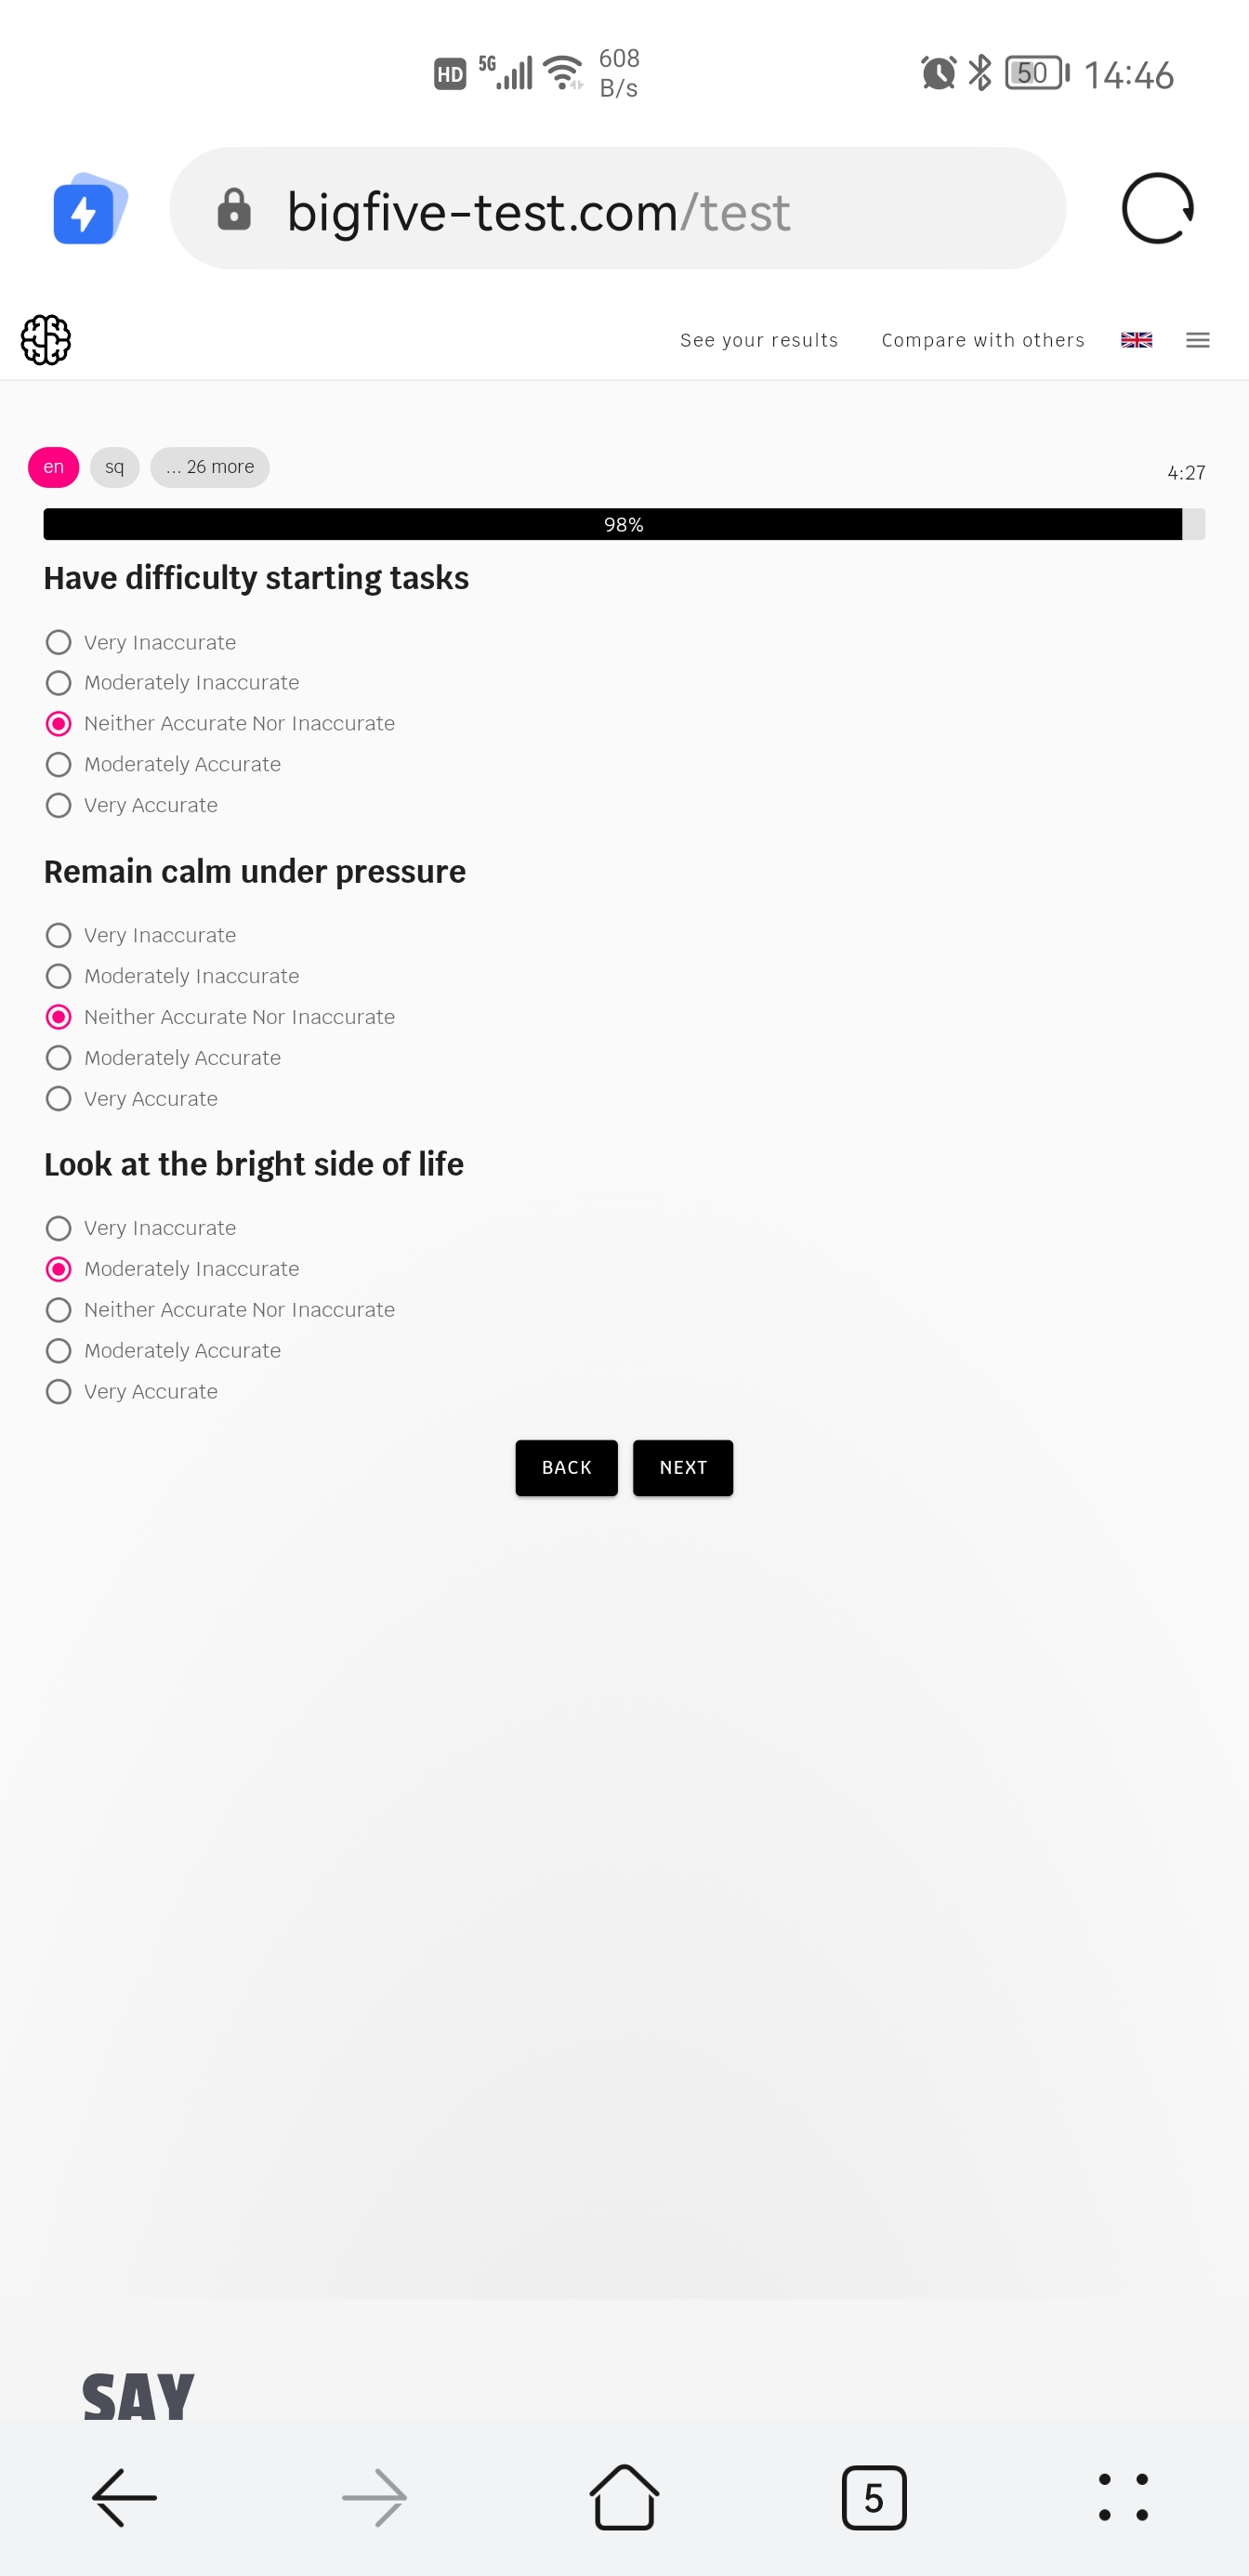 HD 5G 608 B/s 50 14:46
bigfive-test.com/test
See your results Compare with others
en sq ... 26 more 4:27
98%
Have difficulty starting tasks
Very Inaccurate
Moderately Inaccurate
Neither Accurate Nor Inaccurate
Moderately Accurate
Very Accurate
Remain calm under pressure
Very Inaccurate
Moderately Inaccurate
Neither Accurate Nor Inaccurate
Moderately Accurate
Very Accurate
Look at the bright side of life
Very Inaccurate
Moderately Inaccurate
Neither Accurate Nor Inaccurate
Moderately Accurate
Very Accurate
BACK NEXT
SAY
5